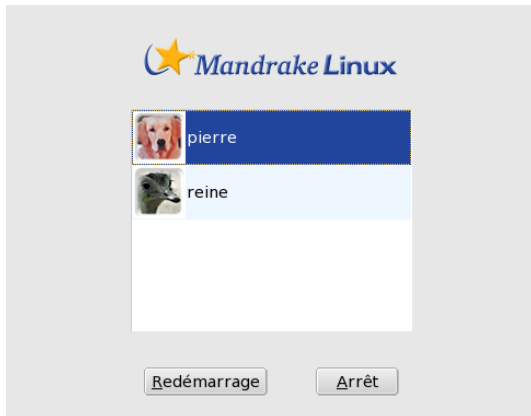 Mandrake Linux
pierre
reine
Redémarrage
Arrêt